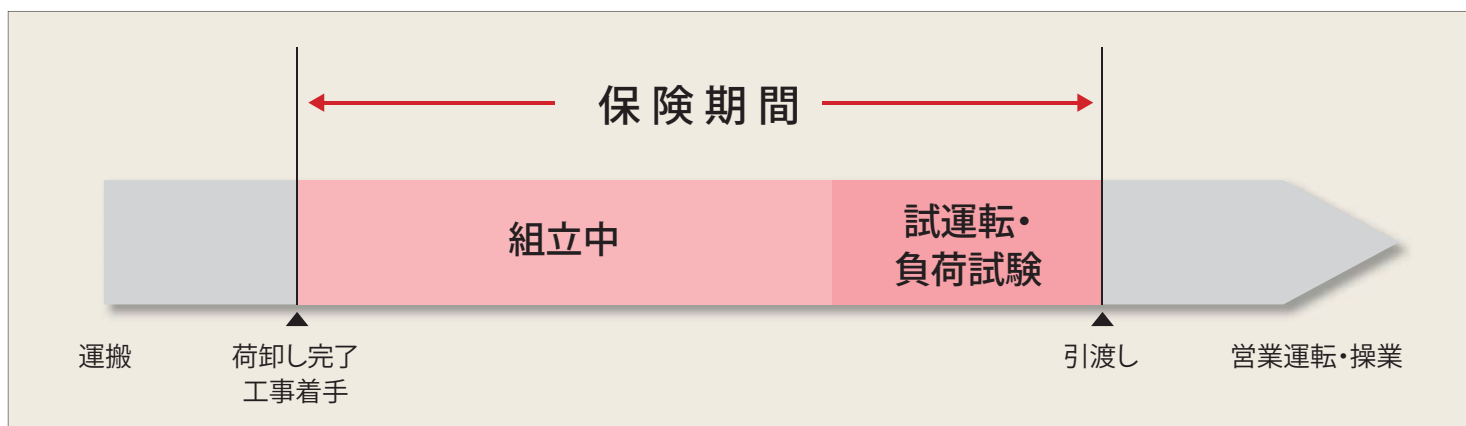 保険期間
組立中
試運転・
負荷試験
運搬
荷卸し完了
工事着手
引渡し
営業運転・操業